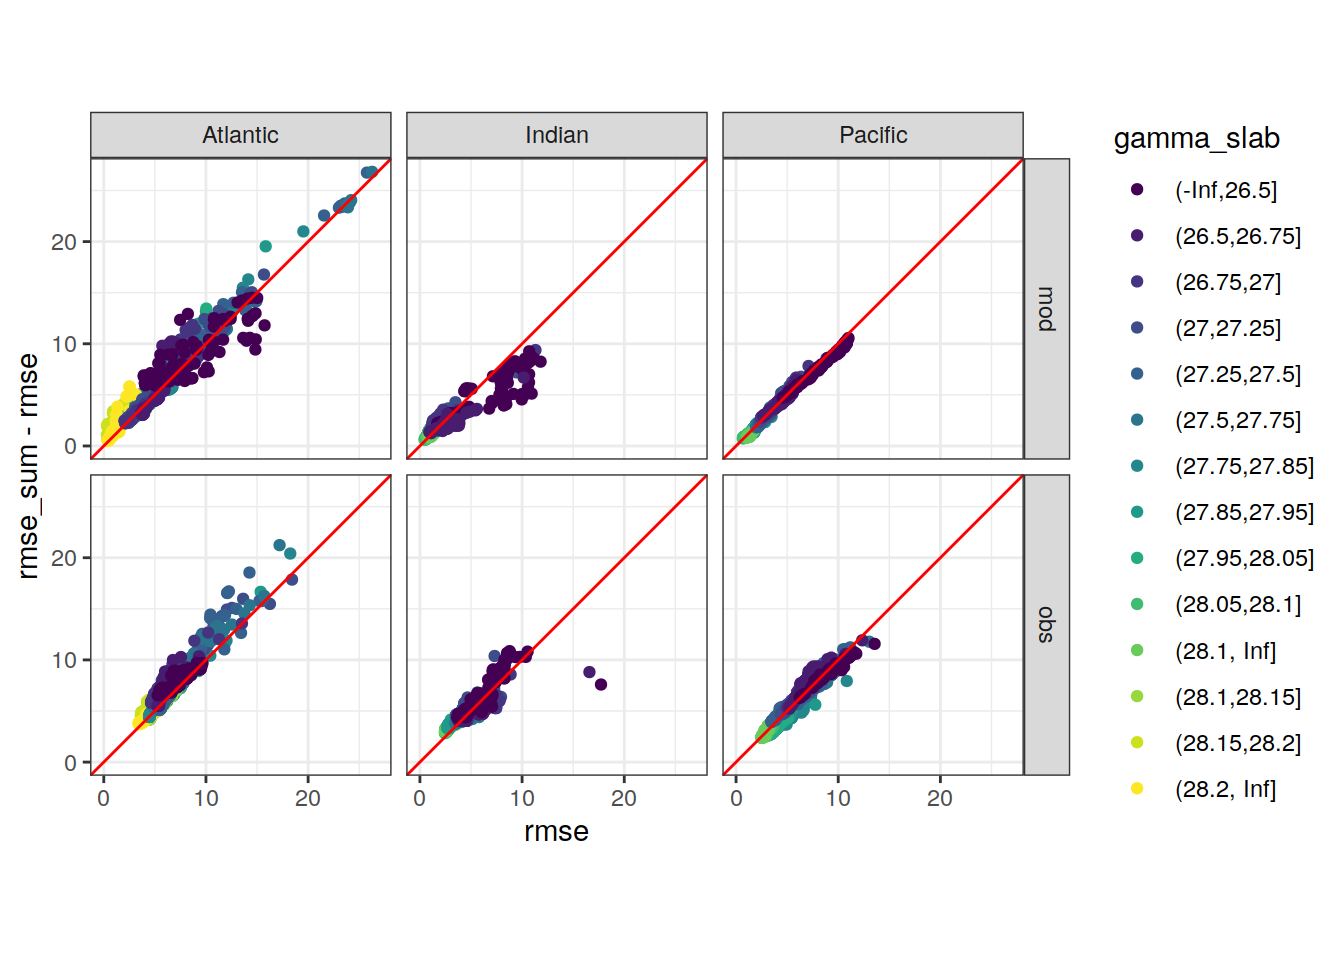 Atlantic
Indian
Pacific
mod
obs
20
10
0
20
10
0
0
10
20
0
10
20
0
10
20
rmse
rmse_sum - rmse
gamma_slab
(-Inf,26.5]
(26.5,26.75]
(26.75,27]
(27,27.25]
(27.25,27.5]
(27.5,27.75]
(27.75,27.85]
(27.85,27.95]
(27.95,28.05]
(28.05,28.1]
(28.1, Inf]
(28.1,28.15]
(28.15,28.2]
(28.2, Inf]